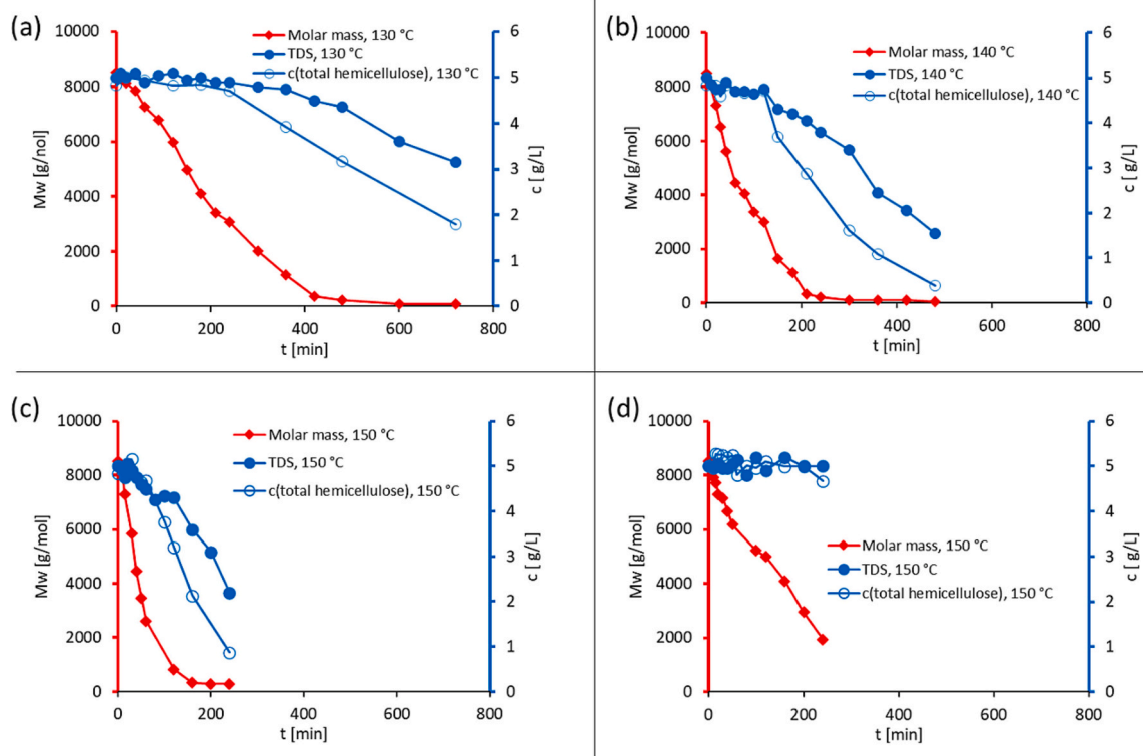 (a)
10000
8000
6000
4000
2000
0
Mw [g/nol]
0 200 400 600 800
t [min]
6
5
4
3
2
1
0
c [ g/L]
Molar mass, 130 °C
TDS, 130 °C
c(total hemicellulose), 130 °C
(b)
10000
8000
6000
4000
2000
0
Mw [g/mol]
0 200 400 600 800
t [min]
6
5
4
3
2
1
0
c [ g/L]
Molar mass, 140 °C
TDS, 140 °C
c(total hemicellulose), 140 °C
(c)
10000
8000
6000
4000
2000
0
Mw [g/mol]
0 200 400 600 800
t [min]
6
5
4
3
2
1
0
c [ g/L]
Molar mass, 150 °C
TDS, 150 °C
c(total hemicellulose), 150 °C
(d)
10000
8000
6000
4000
2000
0
Mw [g/mol]
0 200 400 600 800
t [min]
6
5
4
3
2
1
0
c [ g/L]
Molar mass, 150 °C
TDS, 150 °C
c(total hemicellulose), 150 °C